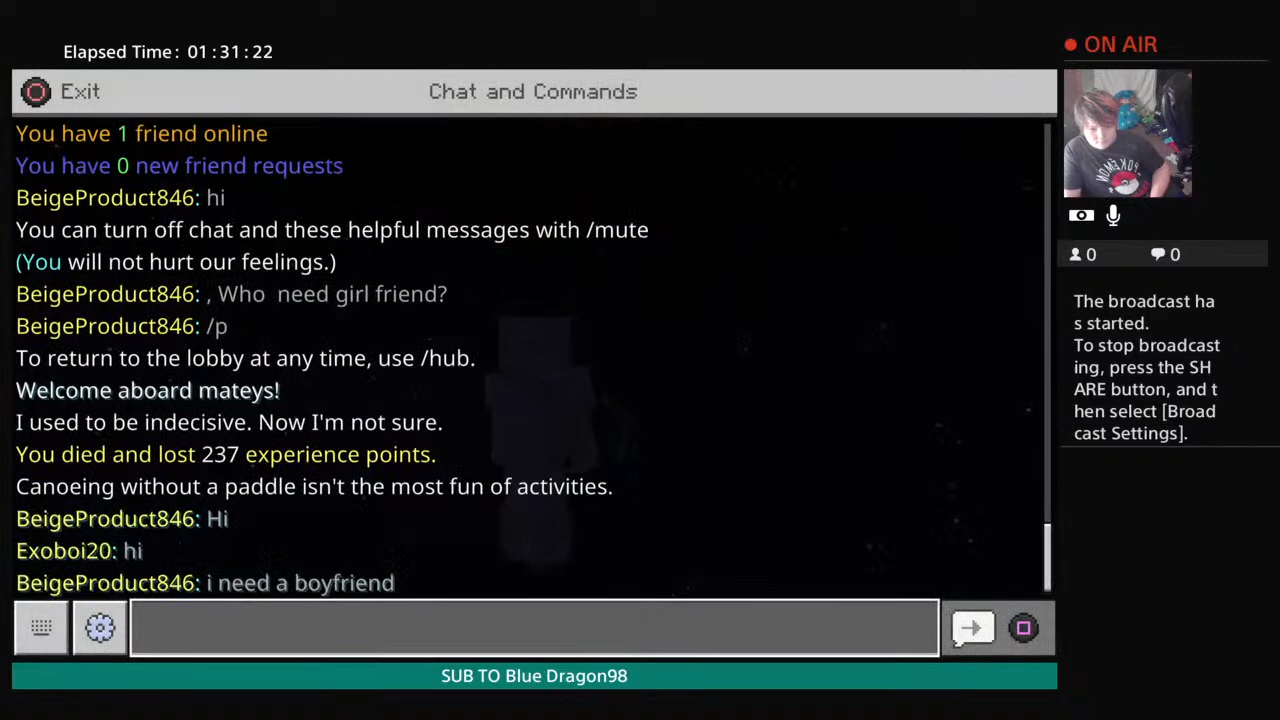 Elapsed Time: 01:31:22
ON AIR
Exit
Chat and Commands
You have 1 friend online
You have 0 new friend requests
BeigeProduct846: hi
You can turn off chat and these helpful messages with /mute
(You will not hurt our feelings.)
BeigeProduct846: , Who  need girl friend?
BeigeProduct846: /p
To return to the lobby at any time, use /hub.
Welcome aboard mateys!
I used to be indecisive. Now I'm not sure.
You died and lost 237 experience points.
Canoeing without a paddle isn't the most fun of activities.
BeigeProduct846: Hi
Exoboi20: hi
BeigeProduct846: i need a boyfriend
SUB TO Blue Dragon98
POKÉMON
0
0
The broadcast ha
s started.
To stop broadcast
ing, press the SH
ARE button, and t
hen select [Broad
cast Settings].